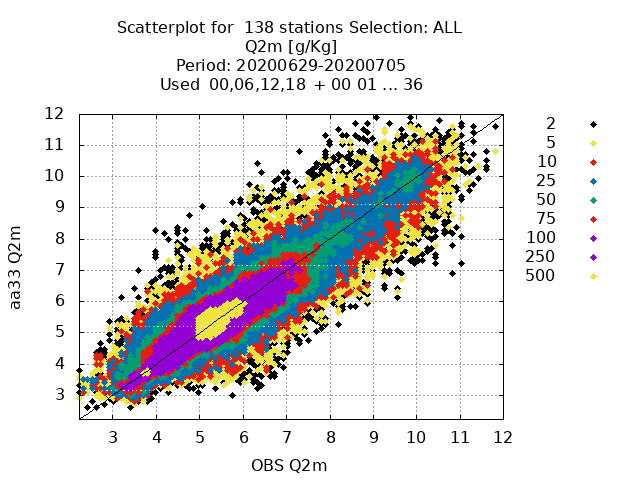 Scatterplot for  138 stations Selection: ALL
Q2m [g/Kg]
Period: 20200629-20200705
Used  00,06,12,18  + 00 01 ... 36
12
11
10
9
8
7
6
5
4
3
aa33 Q2m
3 4 5 6 7 8 9 10 11 12
OBS Q2m
2
5
10
25
50
75
100
250
500